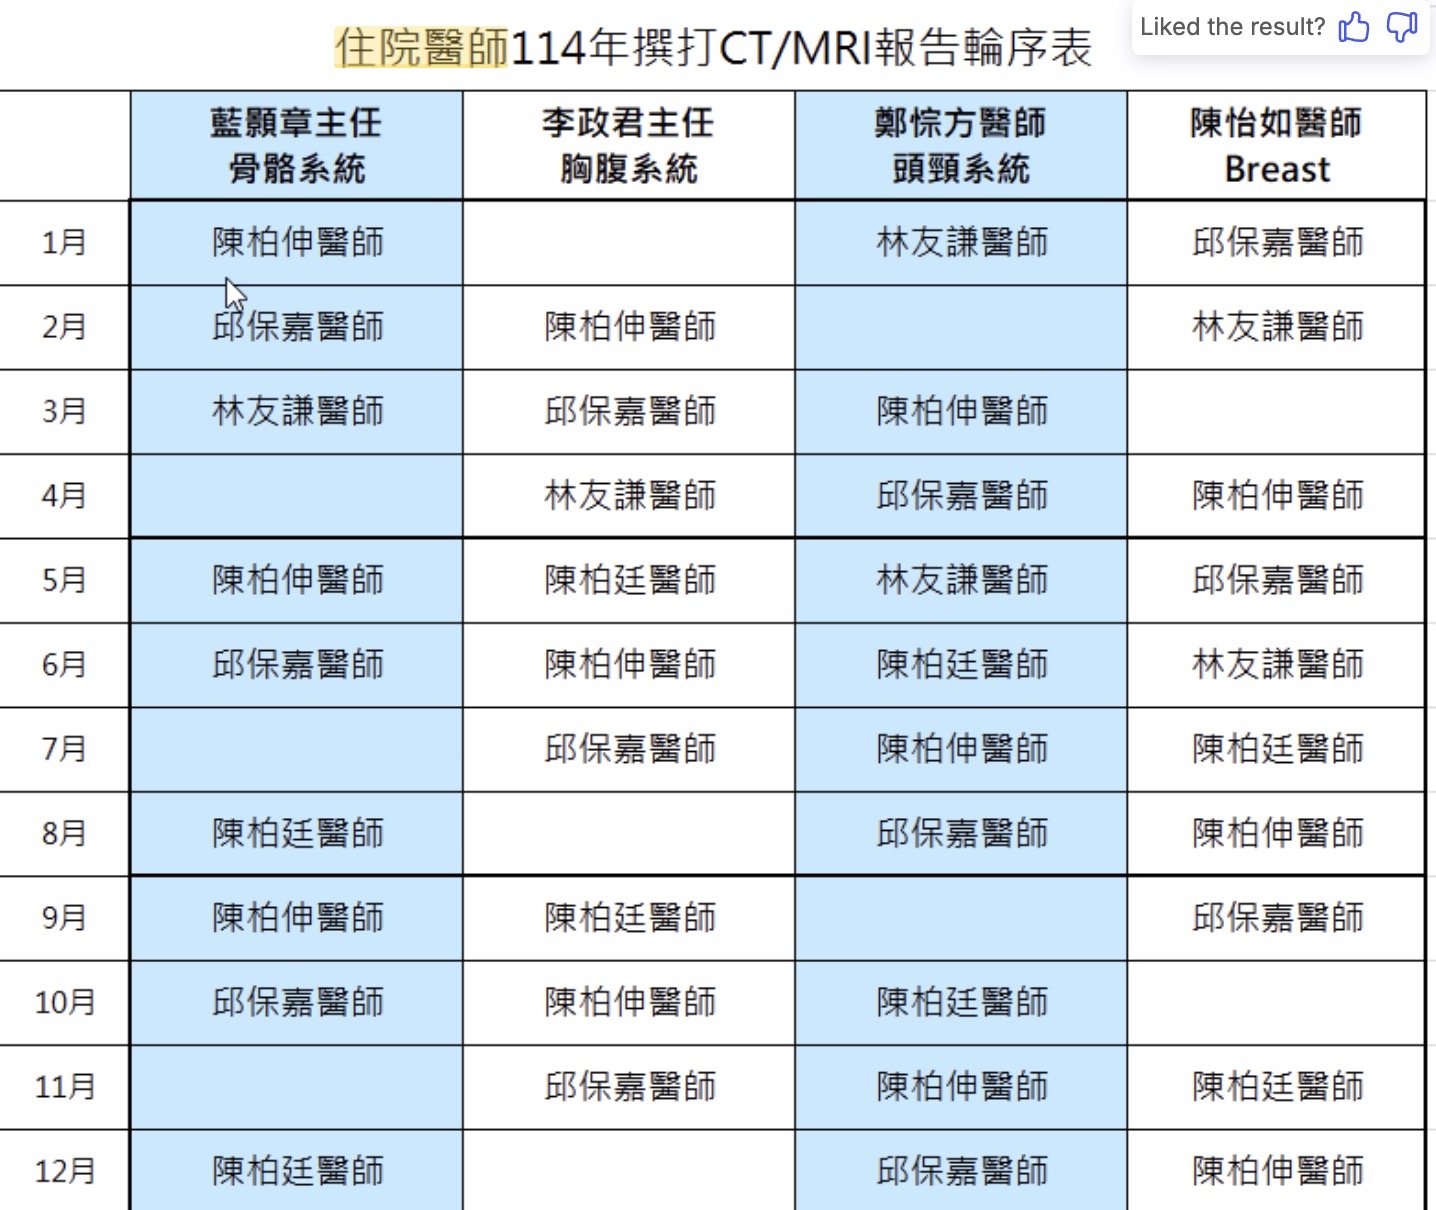 住院醫師114年撰打CT/MRI報告輪序表
Liked the result?
藍顥章主任 李政君主任 鄭悰方醫師 陳怡如醫師
骨骼系統 胸腹系統 頭頸系統 Breast
1月 陳柏伸醫師 林友謙醫師 邱保嘉醫師
2月 邱保嘉醫師 陳柏伸醫師 林友謙醫師
3月 林友謙醫師 邱保嘉醫師 陳柏伸醫師
4月 林友謙醫師 邱保嘉醫師 陳柏伸醫師
5月 陳柏伸醫師 陳柏廷醫師 林友謙醫師 邱保嘉醫師
6月 邱保嘉醫師 陳柏伸醫師 陳柏廷醫師 林友謙醫師
7月 邱保嘉醫師 陳柏伸醫師 陳柏廷醫師
8月 陳柏廷醫師 邱保嘉醫師 陳柏伸醫師
9月 陳柏伸醫師 陳柏廷醫師 邱保嘉醫師
10月 邱保嘉醫師 陳柏伸醫師 陳柏廷醫師
11月 邱保嘉醫師 陳柏伸醫師 陳柏廷醫師
12月 陳柏廷醫師 邱保嘉醫師 陳柏伸醫師